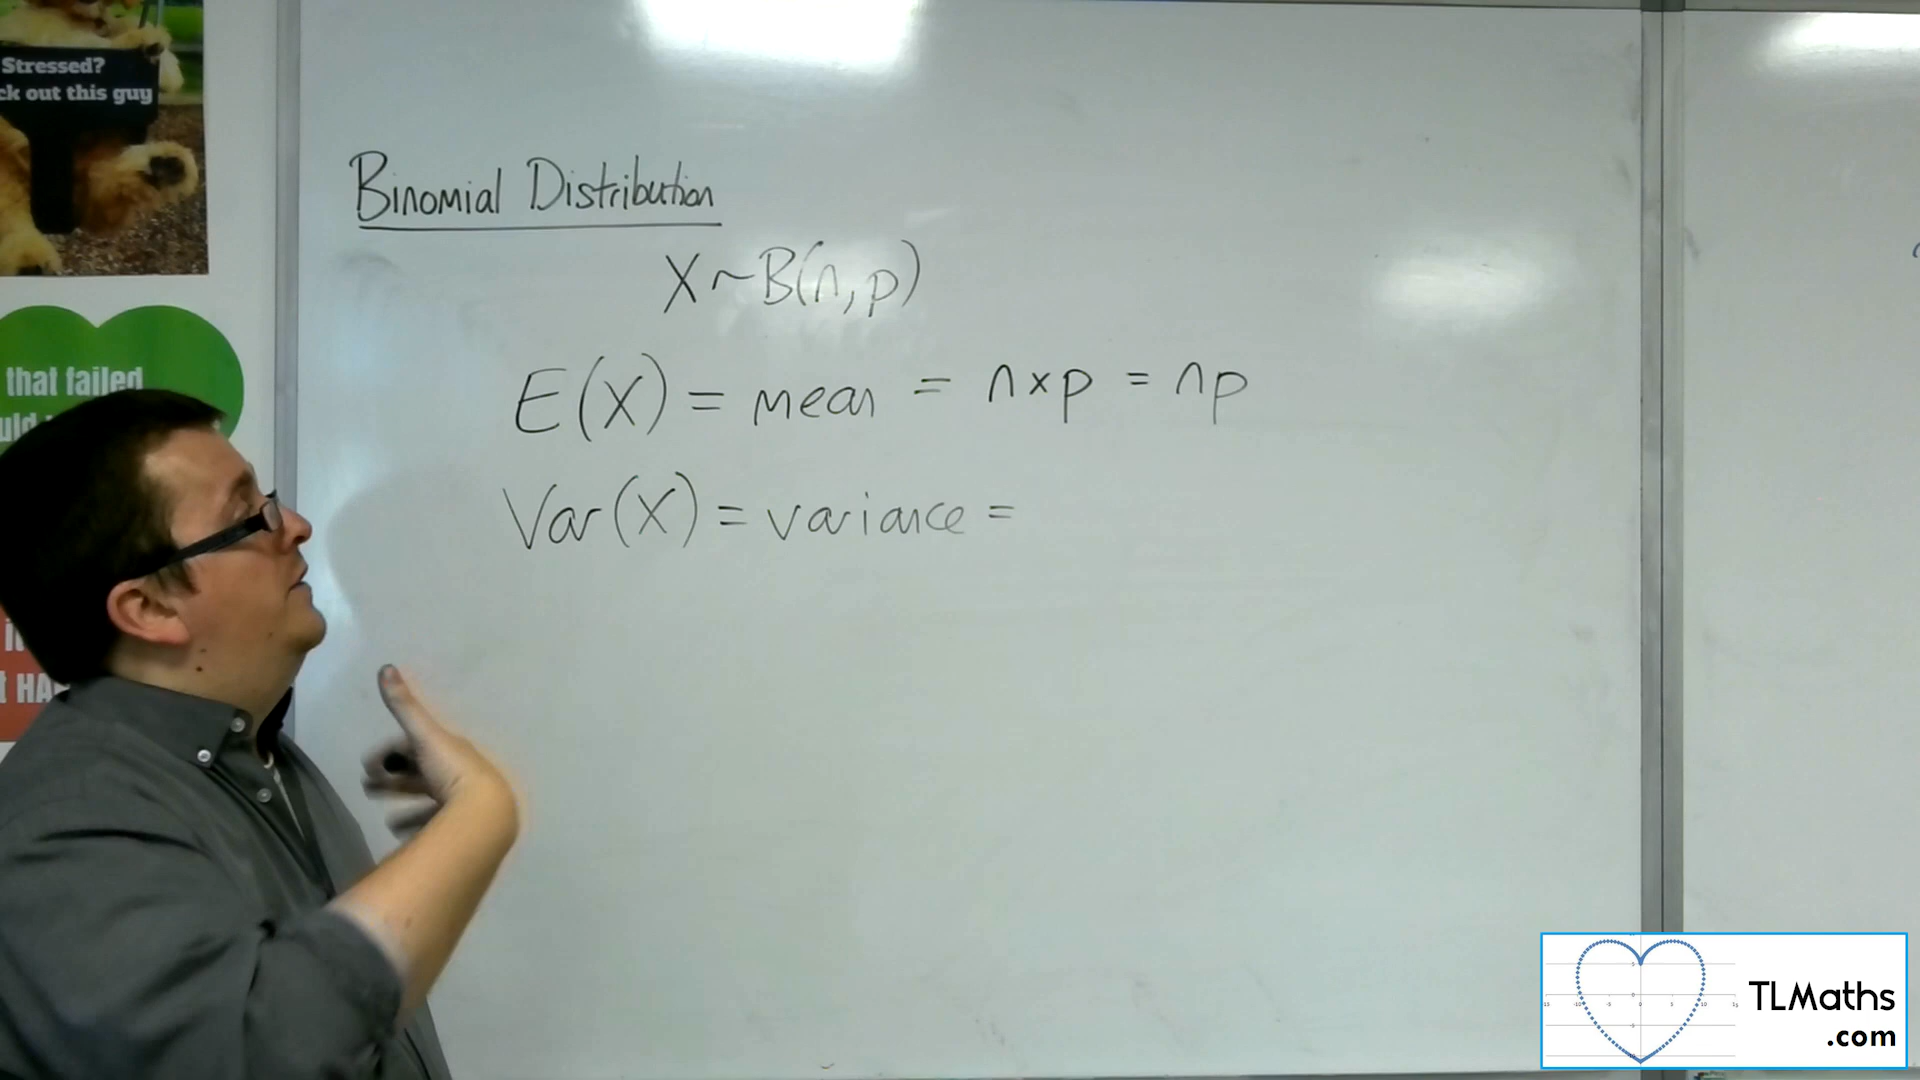 Stressed?
ck out this guy
Binomial Distribution
X~B(n,p)
that failed
E(X) = mean = n×p = np
Var(X) = variance =
TLMaths
.com